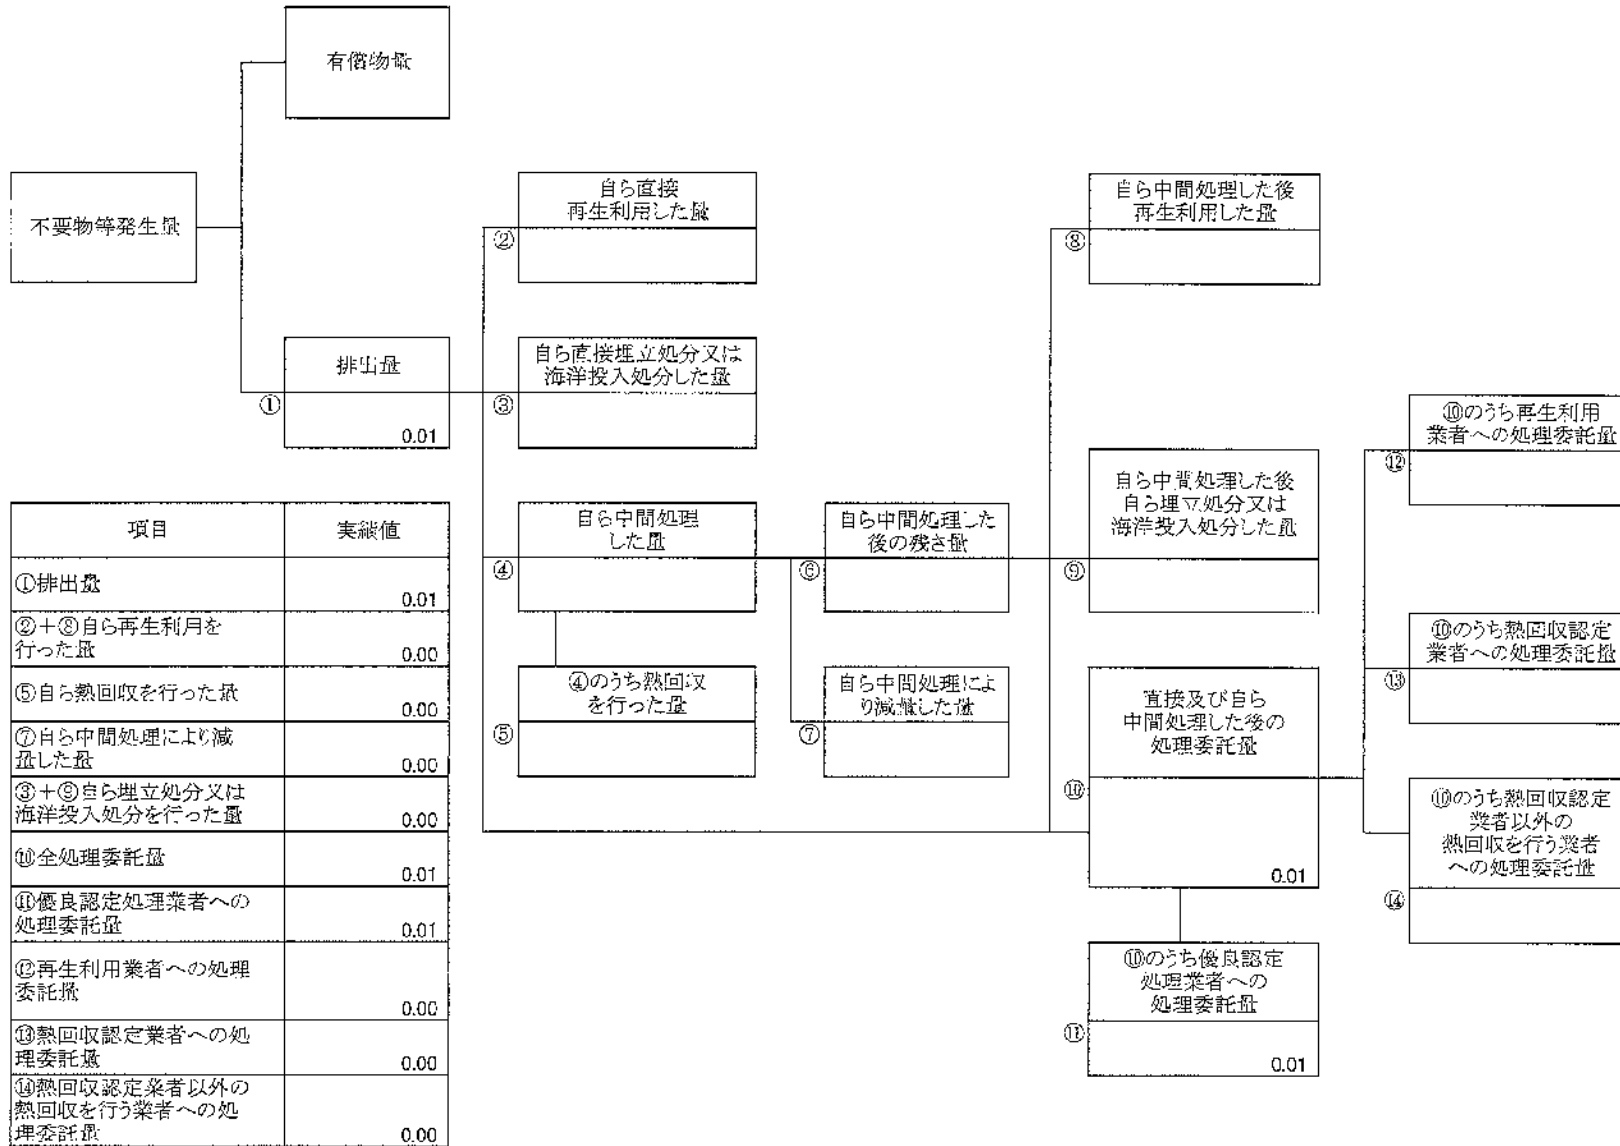 有償物量
不要物等発生量
排出量
①
0.01
自ら直接
再生利用した量
②
自ら直接埋立処分又は
海洋投入処分した量
③
自ら中間処理
した量
④
④のうち熱回収
を行った量
⑤
自ら中間処理した
後の残さ量
⑥
自ら中間処理によ
り減量した量
⑦
自ら中間処理した後
再生利用した量
⑧
自ら中間処理した後
自ら埋立処分又は
海洋投入処分した量
⑨
直接及び自ら
中間処理した後の
処理委託量
⑩
0.01
⑩のうち優良認定
処理業者への
処理委託量
⑪
0.01
⑩のうち再生利用
業者への処理委託量
⑫
⑩のうち熱回収認定
業者への処理委託量
⑬
⑩のうち熱回収認定
業者以外の
熱回収を行う業者
への処理委託量
⑭
項目 実績値
①排出量
0.01
②+⑧自ら再生利用を
行った量
0.00
⑤自ら熱回収を行った量
0.00
⑦自ら中間処理により減
量した量
0.00
③+⑨自ら埋立処分又は
海洋投入処分を行った量
0.00
⑩全処理委託量
0.01
⑪優良認定処理業者への
処理委託量
0.01
⑫再生利用業者への処理
委託量
0.00
⑬熱回収認定業者への処
理委託量
0.00
⑭熱回収認定業者以外の
熱回収を行う業者への処
理委託量
0.00